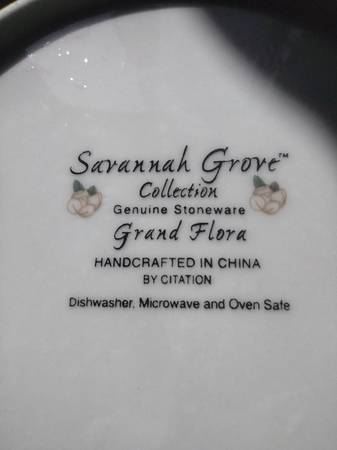 Savannah Grove™
Collection
Genuine Stoneware
Grand Flora
HANDCRAFTED IN CHINA
BY CITATION
Dishwasher, Microwave and Oven Safe